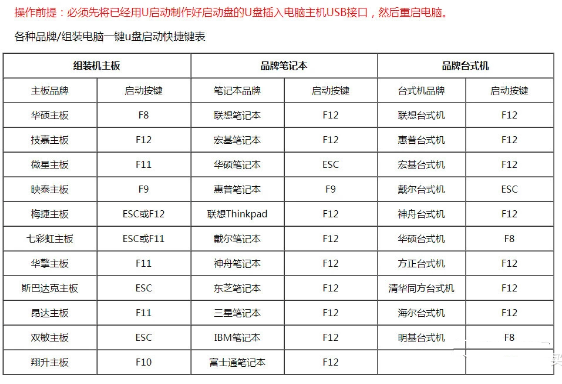 操作前提：必须先将已经用U启动制作好启动盘的U盘插入电脑主机USB接口，然后重启电脑。
各种品牌/组装电脑一键u盘启动快捷键表
组装机主板 品牌笔记本 品牌台式机
主板品牌 启动按键 笔记本品牌 启动按键 台式机品牌 启动按键
华硕主板 F8 联想笔记本 F12 联想台式机 F12
技嘉主板 F12 宏基笔记本 F12 惠普台式机 F12
微星主板 F11 华硕笔记本 ESC 宏基台式机 F12
映泰主板 F9 惠普笔记本 F9 戴尔台式机 ESC
梅捷主板 ESC或F12 联想Thinkpad F12 神舟台式机 F12
七彩虹主板 ESC或F11 戴尔笔记本 F12 华硕台式机 F8
华擎主板 F11 神舟笔记本 F12 方正台式机 F12
斯巴达克主板 ESC 东芝笔记本 F12 清华同方台式机 F12
昂达主板 F11 三星笔记本 F12 海尔台式机 F12
双敏主板 ESC IBM笔记本 F12 明基台式机 F8
翔升主板 F10 富士通笔记本 F12